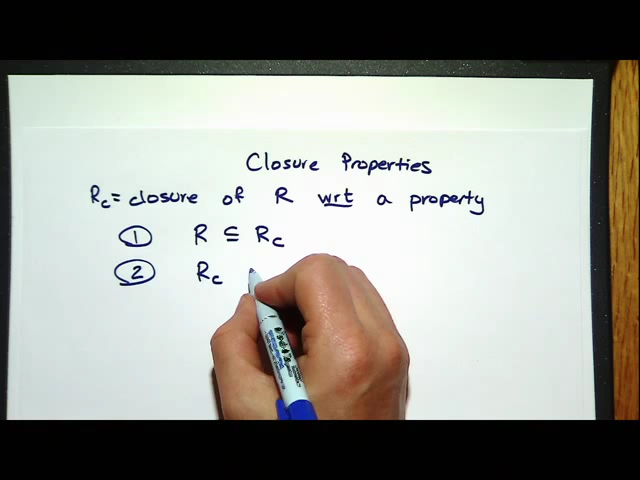 Closure Properties
Rc = closure of R wrt a property
① R ⊆ Rc
② Rc